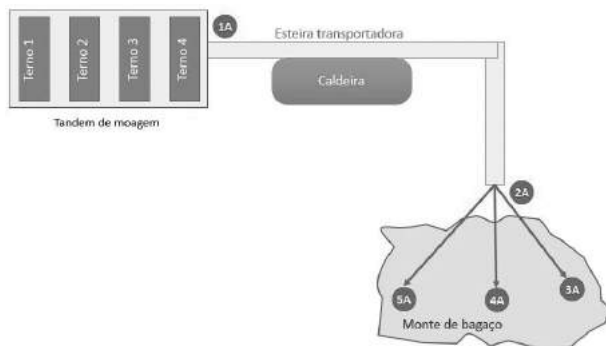 1A
Esteira transportadora
Terno 1
Terno 2
Terno 3
Terno 4
Caldeira
Tandem de moagem
2A
3A
5A
4A
Monte de bagaço